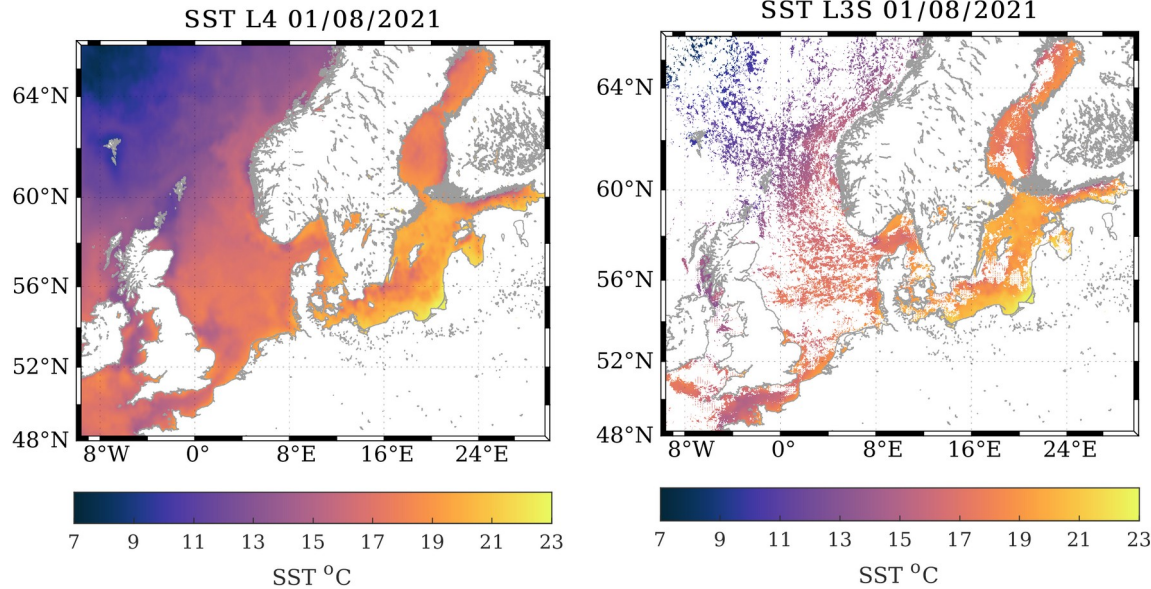 SST L4 01/08/2021
64°N
60°N
56°N
52°N
48°N
8°W 0° 8°E 16°E 24°E
7 9 11 13 15 17 19 21 23
SST °C
SST L3S 01/08/2021
64°N
60°N
56°N
52°N
48°N
8°W 0° 8°E 16°E 24°E
7 9 11 13 15 17 19 21 23
SST °C